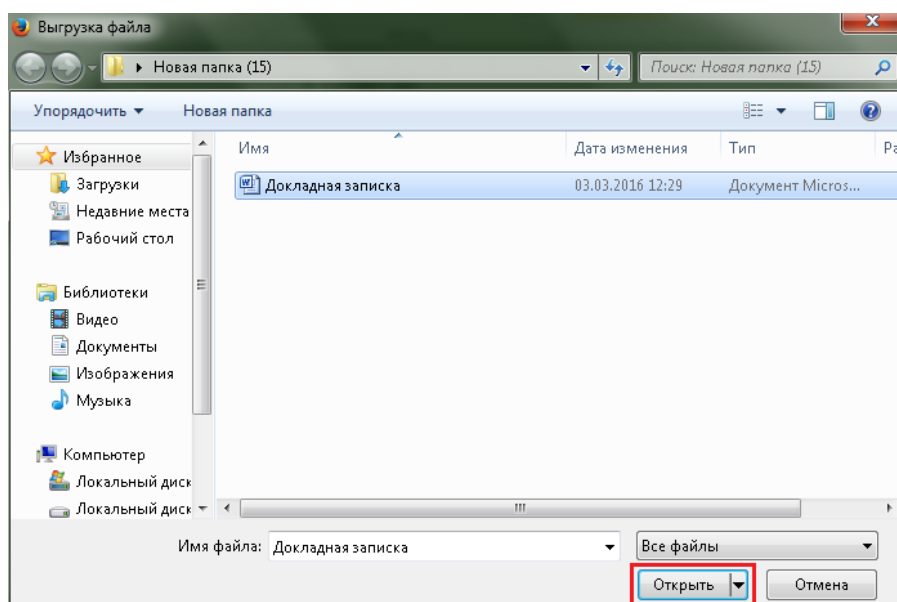 Выгрузка файла
Новая папка (15)
Поиск: Новая папка (15)
Упорядочить
Новая папка
Имя
Дата изменения
Тип
Ра
Избранное
Загрузки
Недавние места
Рабочий стол
Библиотеки
Видео
Документы
Изображения
Музыка
Компьютер
Локальный диск
Локальный диск
Докладная записка
03.03.2016 12:29
Документ Micros...
Имя файла:
Докладная записка
Все файлы
Открыть
Отмена